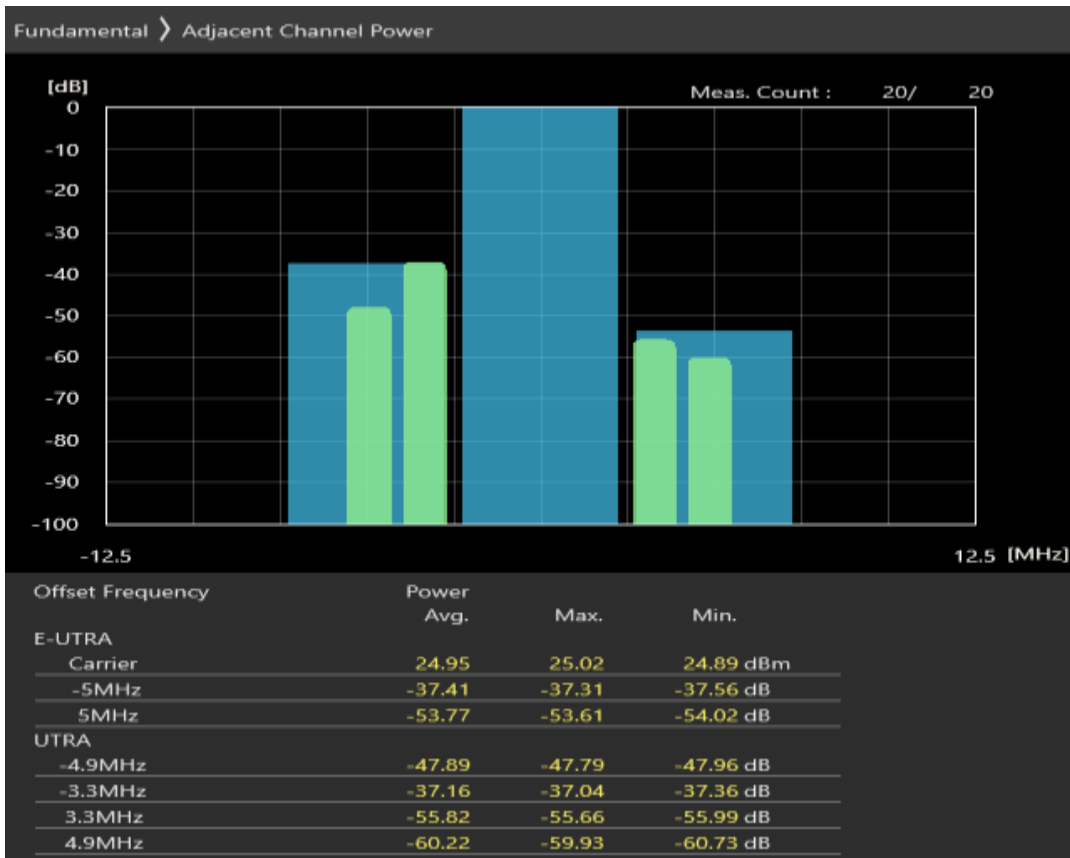 Fundamental 〉 Adjacent Channel Power
[dB]
Meas. Count : 20/ 20
0
-10
-20
-30
-40
-50
-60
-70
-80
-90
-100
-12.5 12.5 [MHz]
Offset Frequency Power
Avg. Max. Min.
E-UTRA
Carrier 24.95 25.02 24.89 dBm
-5MHz -37.41 -37.31 -37.56 dB
5MHz -53.77 -53.61 -54.02 dB
UTRA
-4.9MHz -47.89 -47.79 -47.96 dB
-3.3MHz -37.16 -37.04 -37.36 dB
3.3MHz -55.82 -55.66 -55.99 dB
4.9MHz -60.22 -59.93 -60.73 dB